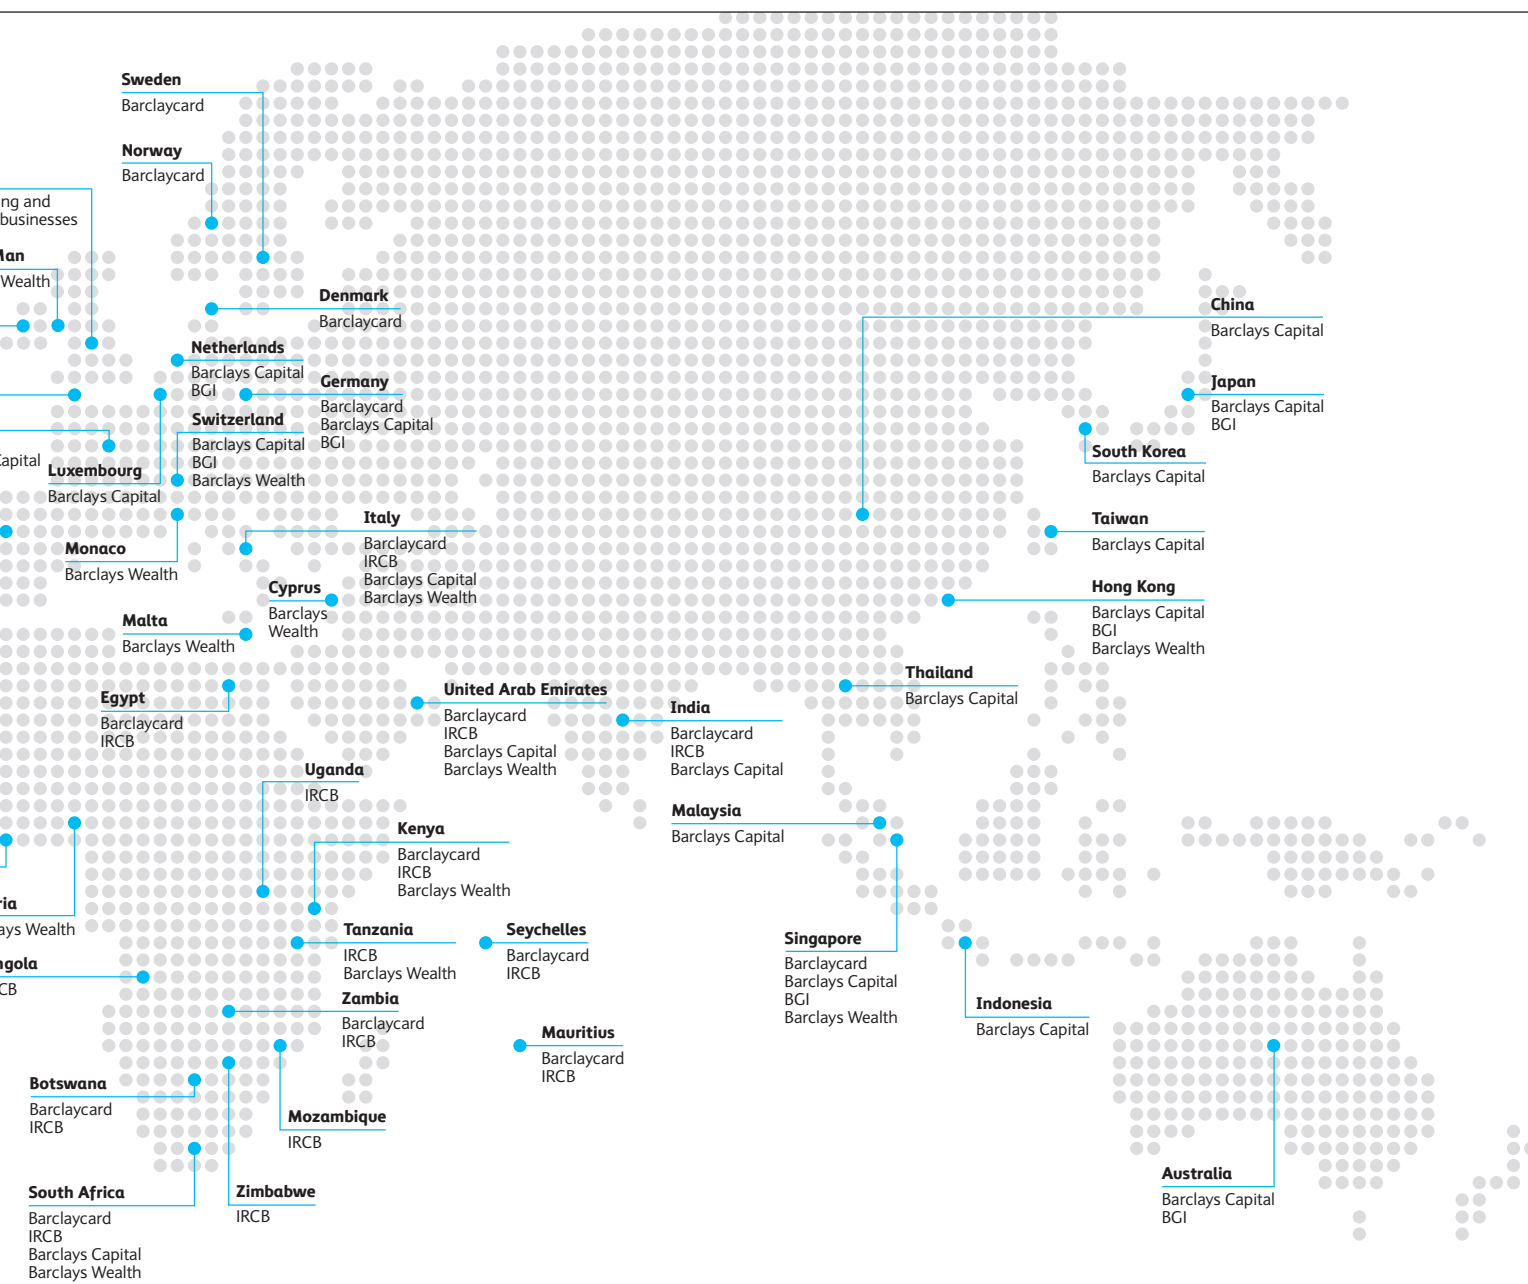 Sweden
Barclaycard
Norway
Barclaycard
ng and
businesses
Wealth
Denmark
Barclaycard
Netherlands
Barclays Capital
BGI
Germany
Barclaycard
Barclays Capital
BGI
Switzerland
Barclays Capital
BGI
Barclays Wealth
Luxembourg
Barclays Capital
Monaco
Barclays Wealth
Italy
Barclaycard
IRCB
Barclays Capital
Barclays Wealth
Cyprus
Barclays
Wealth
Malta
Barclays Wealth
Egypt
Barclaycard
IRCB
United Arab Emirates
Barclaycard
IRCB
Barclays Capital
Barclays Wealth
India
Barclaycard
IRCB
Barclays Capital
China
Barclays Capital
Japan
Barclays Capital
BGI
South Korea
Barclays Capital
Taiwan
Barclays Capital
Hong Kong
Barclays Capital
BGI
Barclays Wealth
Thailand
Barclays Capital
Malaysia
Barclays Capital
Singapore
Barclaycard
Barclays Capital
BGI
Barclays Wealth
Indonesia
Barclays Capital
Australia
Barclays Capital
BGI
Uganda
IRCB
Kenya
Barclaycard
IRCB
Barclays Wealth
ria
ays Wealth
Tanzania
IRCB
Barclays Wealth
Seychelles
Barclaycard
IRCB
ngola
CB
Zambia
Barclaycard
IRCB
Mauritius
Barclaycard
IRCB
Botswana
Barclaycard
IRCB
Mozambique
IRCB
South Africa
Barclaycard
IRCB
Barclays Capital
Barclays Wealth
Zimbabwe
IRCB